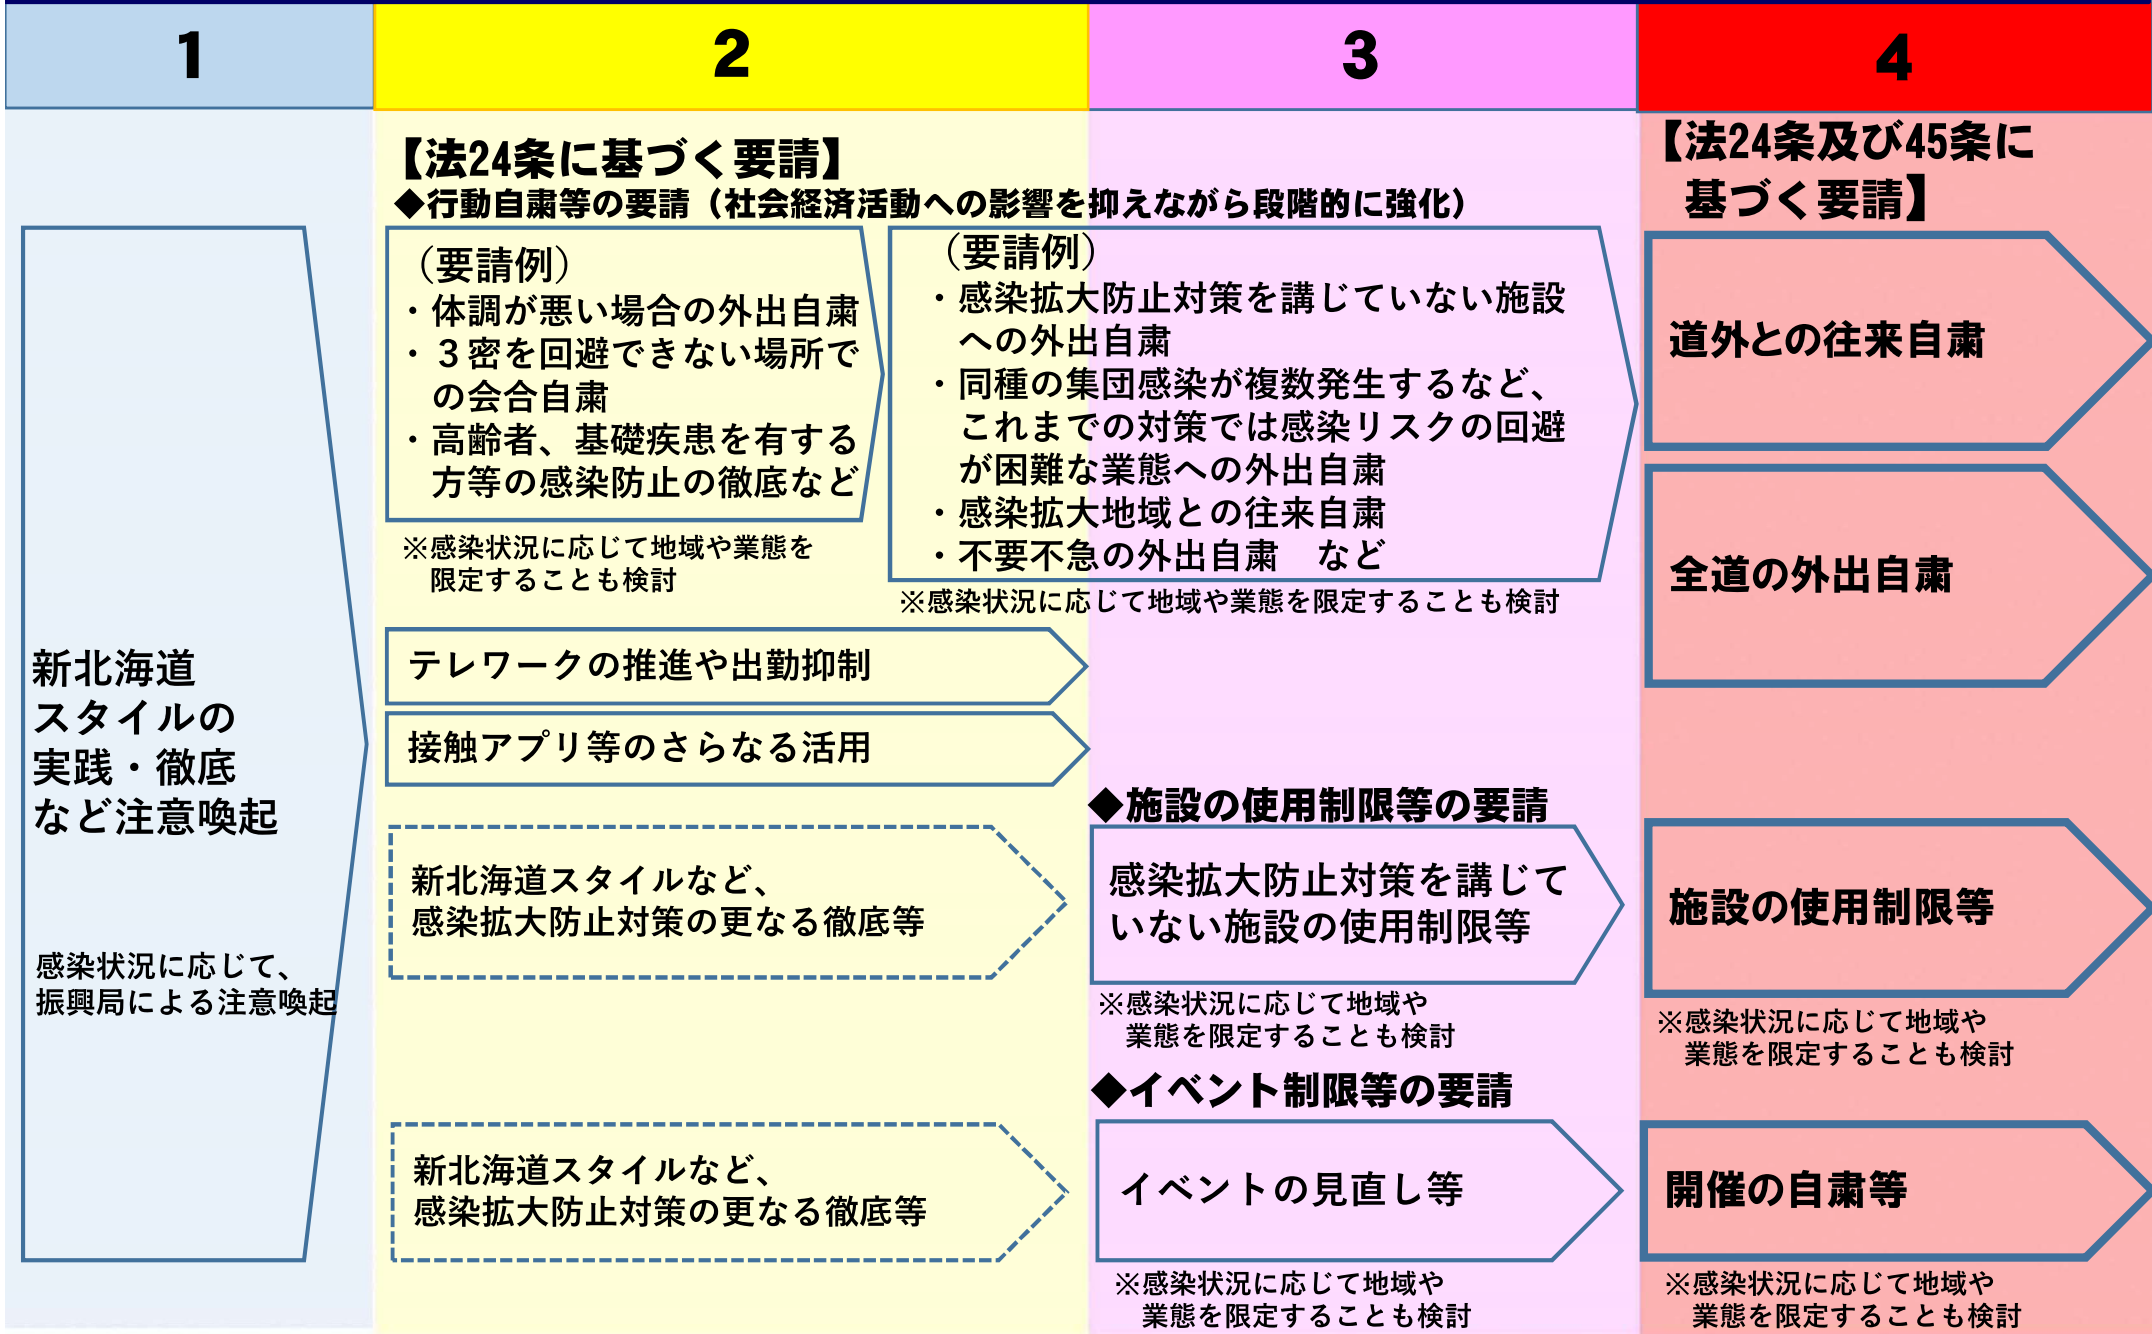 1
2
3
4
新北海道
スタイルの
実践・徹底
など注意喚起
感染状況に応じて、
振興局による注意喚起
【法24条に基づく要請】
◆行動自粛等の要請（社会経済活動への影響を抑えながら段階的に強化）
（要請例）
・体調が悪い場合の外出自粛
・３密を回避できない場所で
の会合自粛
・高齢者、基礎疾患を有する
方等の感染防止の徹底など
※感染状況に応じて地域や業態を
限定することも検討
（要請例）
・感染拡大防止対策を講じていない施設
への外出自粛
・同種の集団感染が複数発生するなど、
これまでの対策では感染リスクの回避
が困難な業態への外出自粛
・感染拡大地域との往来自粛
・不要不急の外出自粛　など
※感染状況に応じて地域や業態を限定することも検討
テレワークの推進や出勤抑制
接触アプリ等のさらなる活用
新北海道スタイルなど、
感染拡大防止対策の更なる徹底等
新北海道スタイルなど、
感染拡大防止対策の更なる徹底等
◆施設の使用制限等の要請
感染拡大防止対策を講じて
いない施設の使用制限等
※感染状況に応じて地域や
業態を限定することも検討
◆イベント制限等の要請
イベントの見直し等
※感染状況に応じて地域や
業態を限定することも検討
【法24条及び45条に
基づく要請】
道外との往来自粛
全道の外出自粛
施設の使用制限等
※感染状況に応じて地域や
業態を限定することも検討
開催の自粛等
※感染状況に応じて地域や
業態を限定することも検討